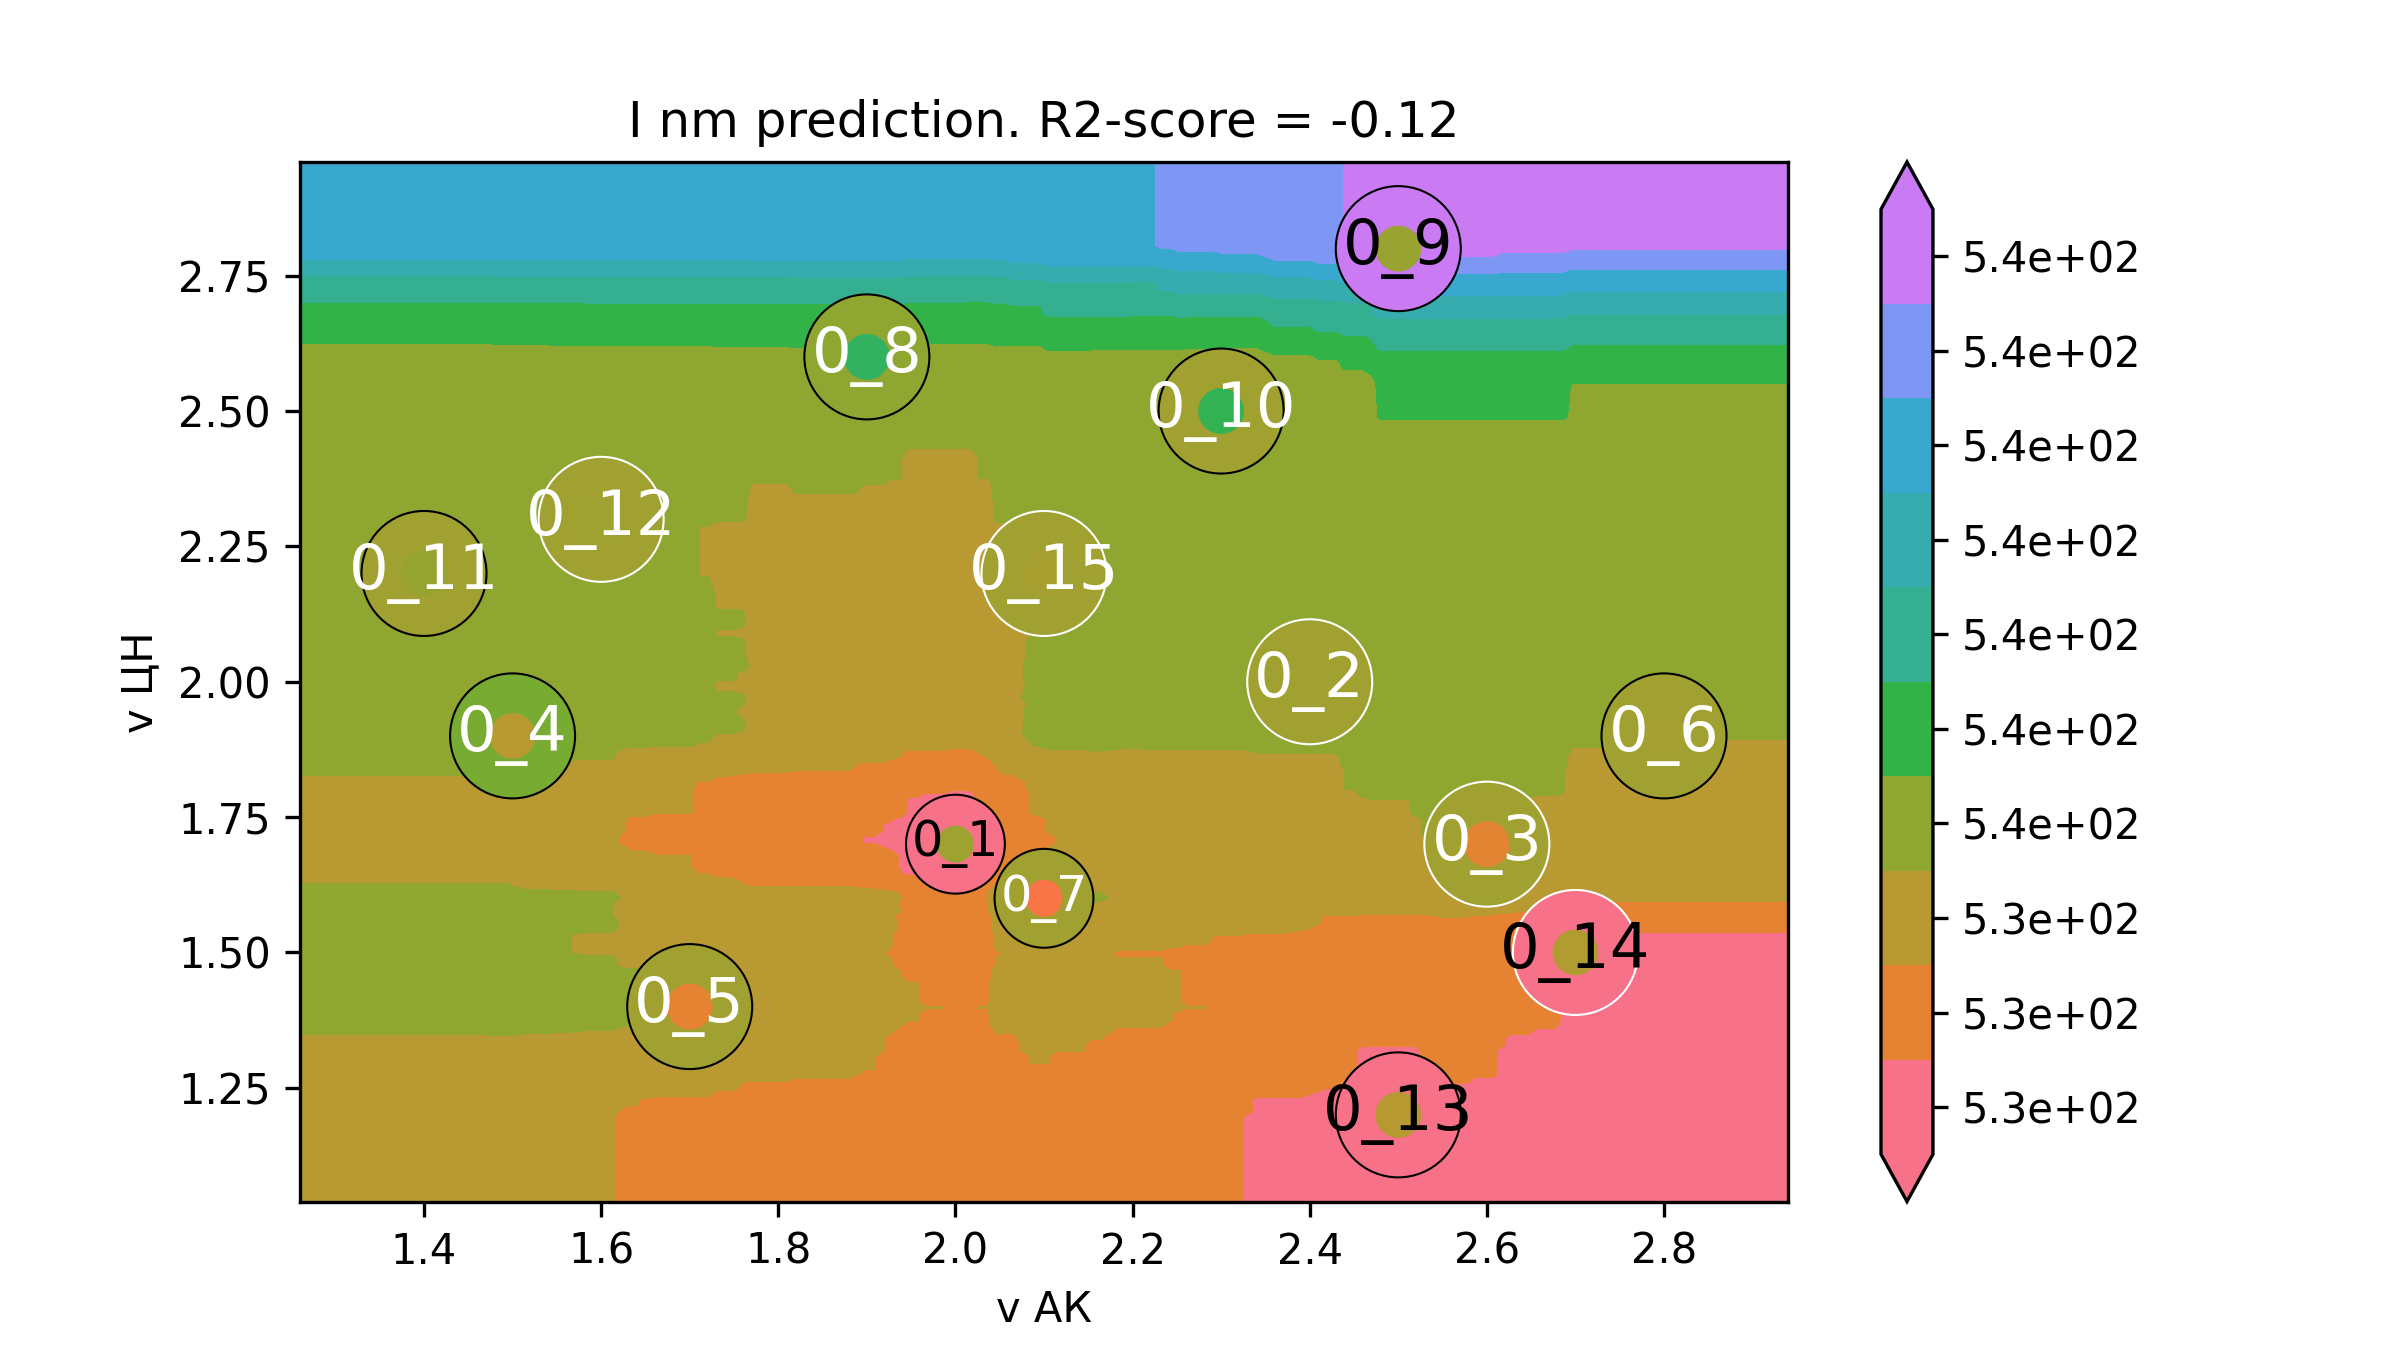 I nm prediction. R2-score = -0.12
v ЦН
2.75
2.50
2.25
2.00
1.75
1.50
1.25
0_9
0_8
0_10
0_12
0_11
0_15
0_2
0_4
0_6
0_1
0_3
0_7
0_14
0_5
0_13
1.4 1.6 1.8 2.0 2.2 2.4 2.6 2.8
v АК
5.4e+02
5.4e+02
5.4e+02
5.4e+02
5.4e+02
5.4e+02
5.4e+02
5.3e+02
5.3e+02
5.3e+02